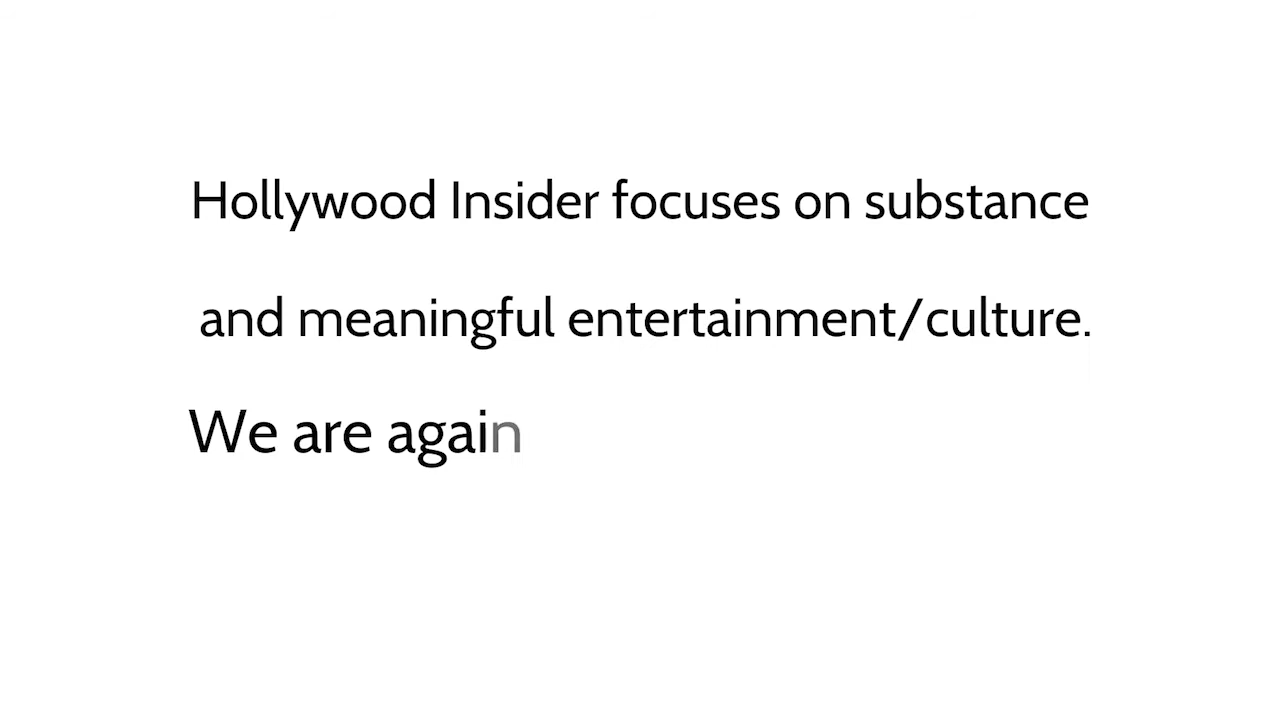 Hollywood Insider focuses on substance
and meaningful entertainment/culture.
We are again